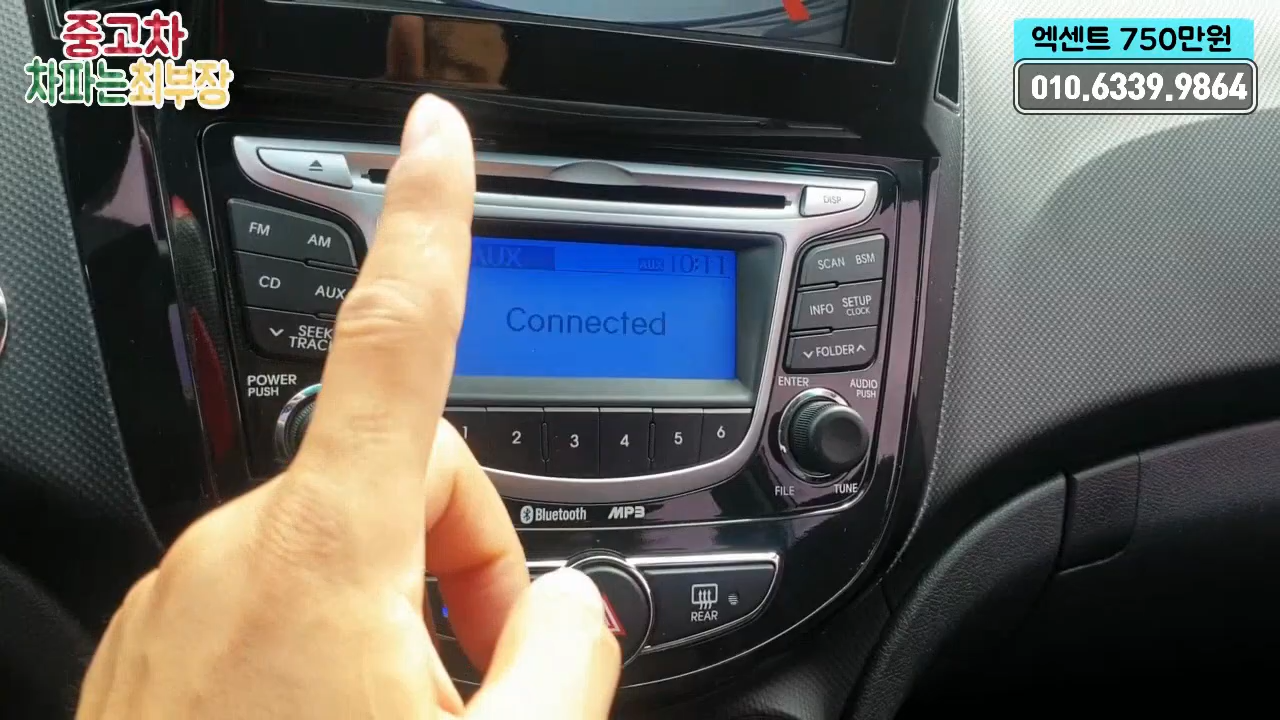 중고차
차파는최부장
엑센트 750만원
010.6339.9864
DISP
FM
AM
CD
AUX
SEEK
TRACK
POWER
PUSH
AUX
AUX 10:11
Connected
SCAN
BSM
INFO
SETUP
CLOCK
FOLDER
ENTER
AUDIO
PUSH
FILE
TUNE
1 2 3 4 5 6
Bluetooth
MP3
REAR